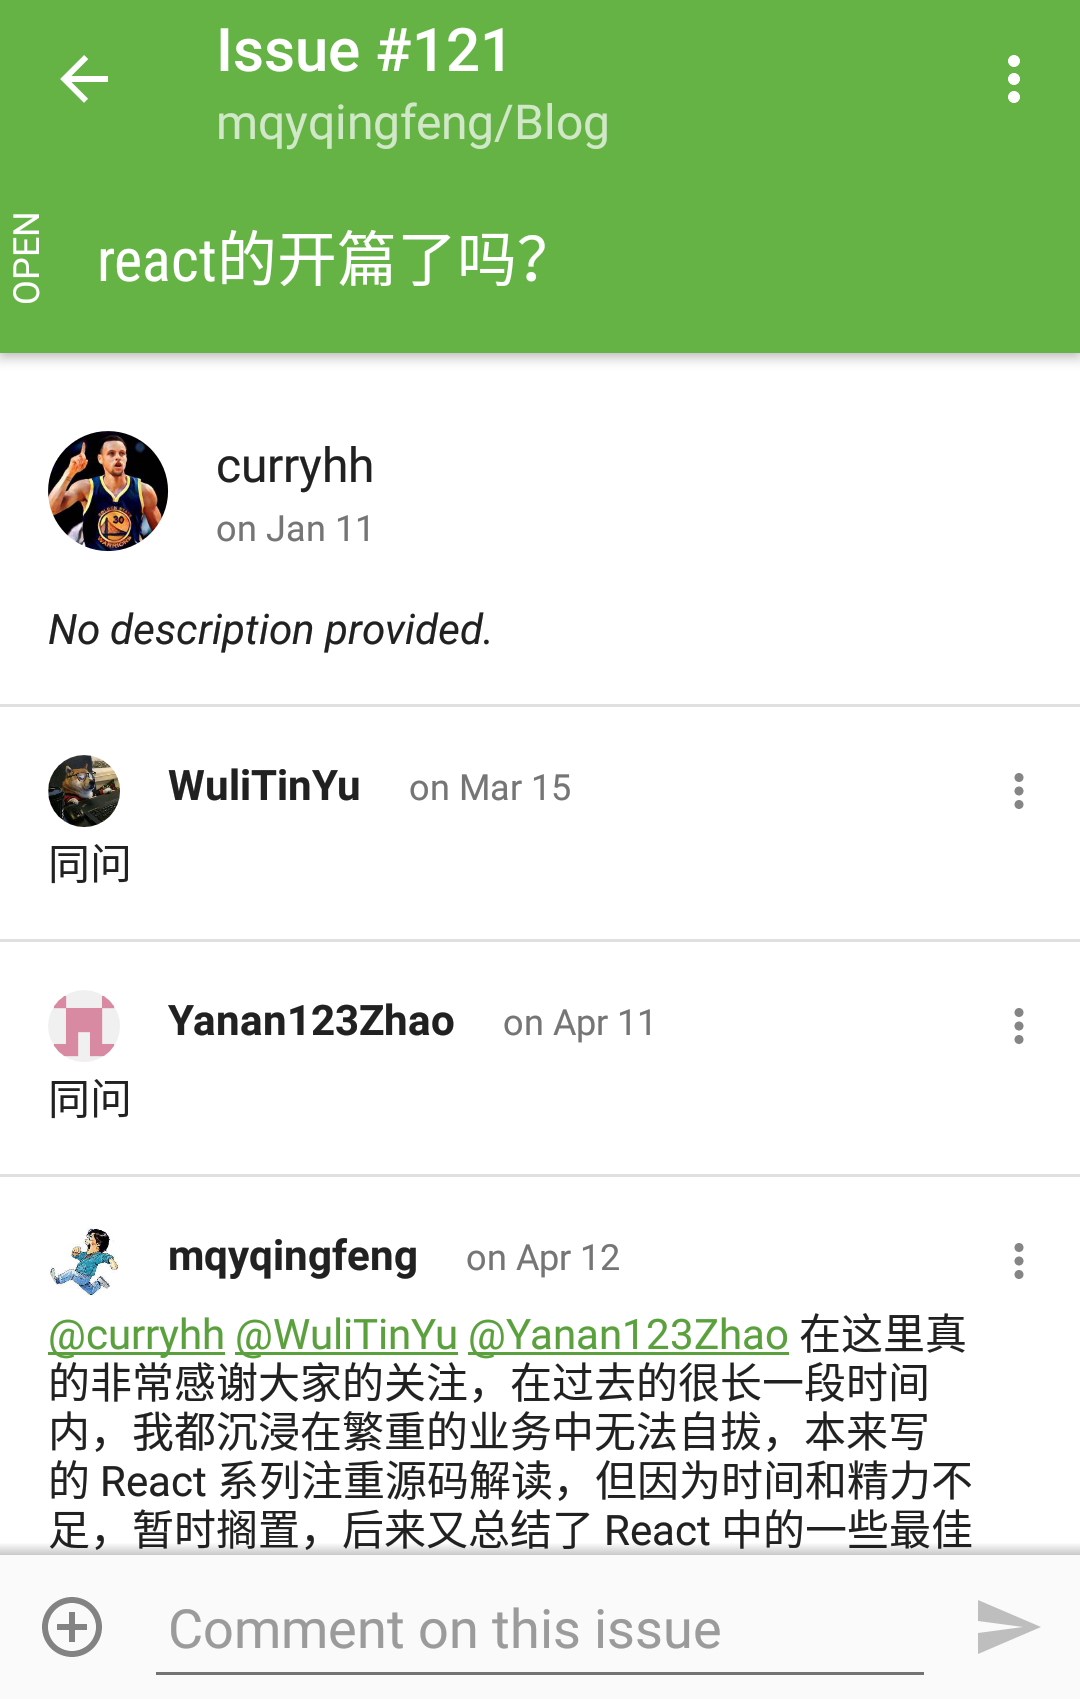 Issue #121
mqyqingfeng/Blog
OPEN
react的开篇了吗？
curryhh
on Jan 11
No description provided.
WuliTinYu on Mar 15
同问
Yanan123Zhao on Apr 11
同问
mqyqingfeng on Apr 12
@curryhh @WuliTinYu @Yanan123Zhao 在这里真
的非常感谢大家的关注，在过去的很长一段时间
内，我都沉浸在繁重的业务中无法自拔，本来写
的 React 系列注重源码解读，但因为时间和精力不
足，暂时搁置，后来又总结了 React 中的一些最佳
Comment on this issue